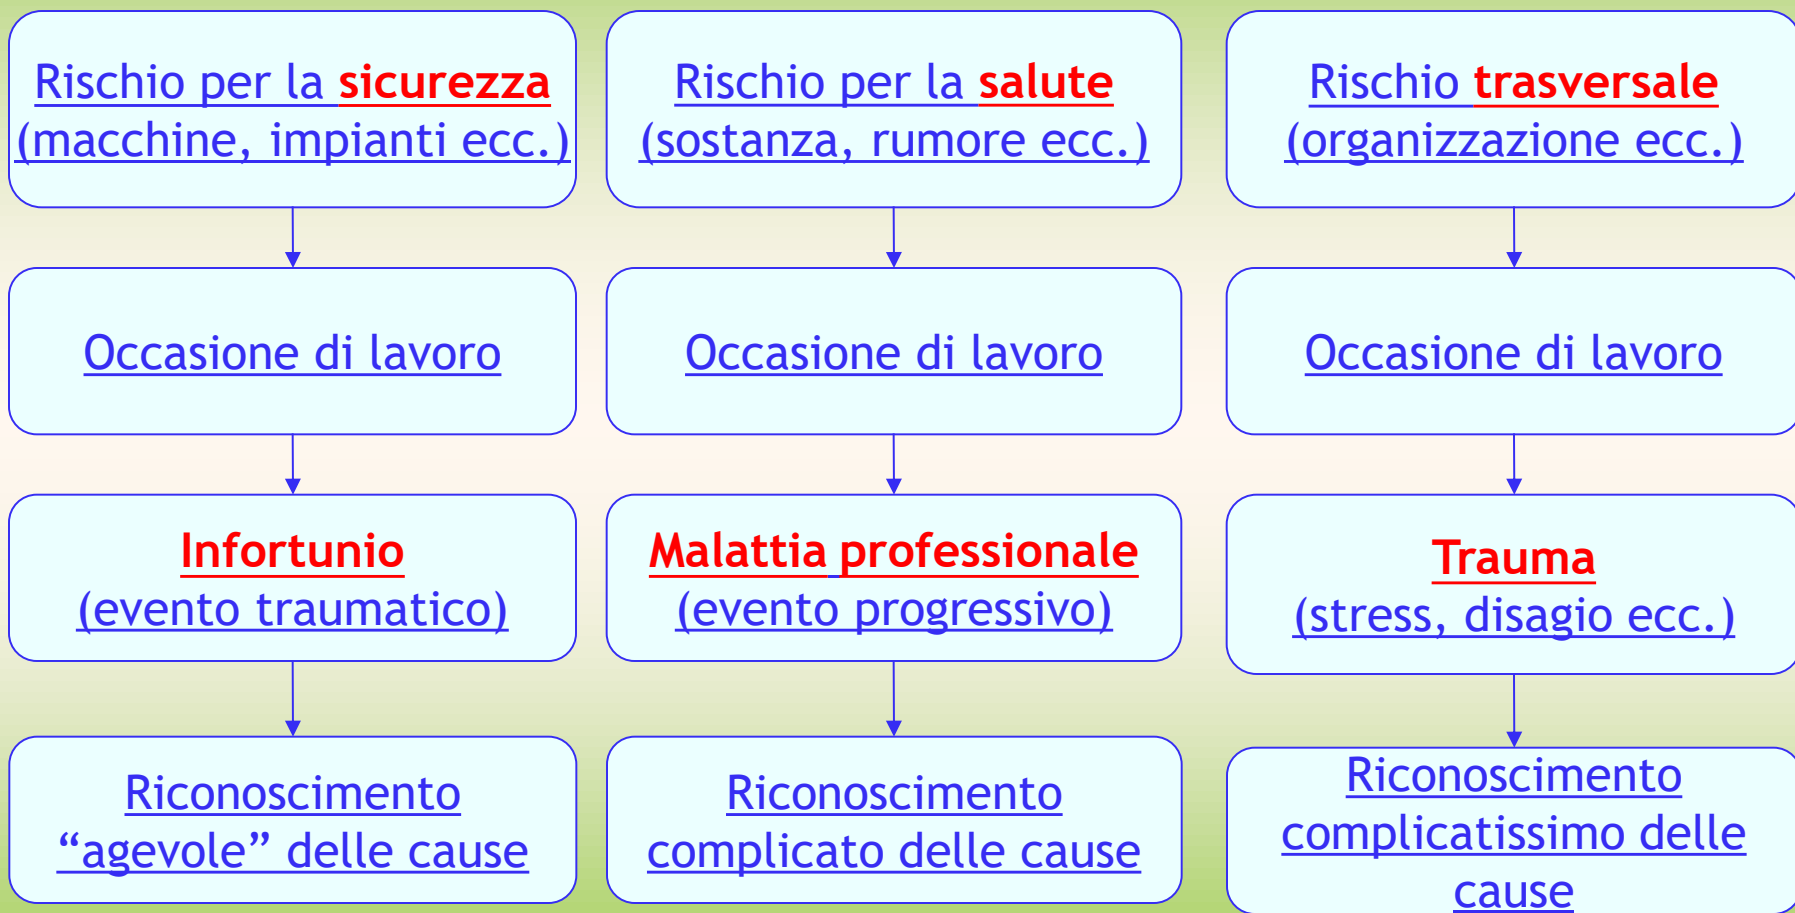 Rischio per la sicurezza
(macchine, impianti ecc.)
Rischio per la salute
(sostanza, rumore ecc.)
Rischio trasversale
(organizzazione ecc.)
Occasione di lavoro
Occasione di lavoro
Occasione di lavoro
Infortunio
(evento traumatico)
Malattia professionale
(evento progressivo)
Trauma
(stress, disagio ecc.)
Riconoscimento
“agevole” delle cause
Riconoscimento
complicato delle cause
Riconoscimento
complicatissimo delle
cause